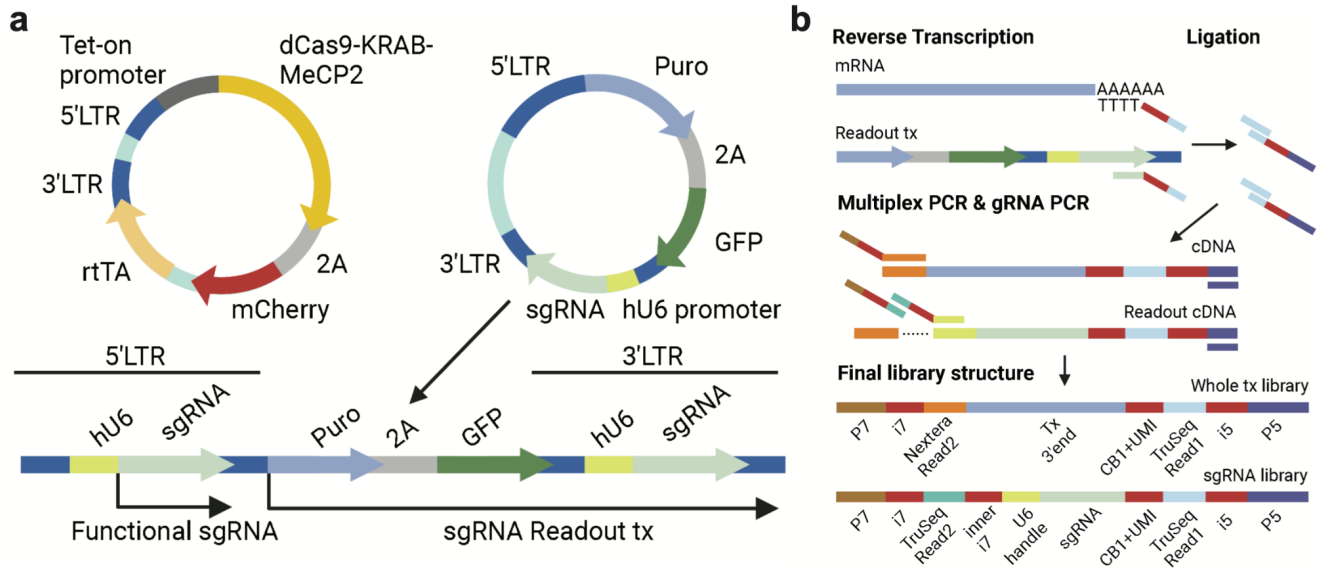 a
Tet-on
promoter
dCas9-KRAB-
MeCP2
5'LTR
3'LTR
rtTA
mCherry
2A
5'LTR
Puro
2A
GFP
hU6 promoter
sgRNA
3'LTR
5'LTR
3'LTR
hU6
sgRNA
Puro
2A
GFP
hU6
sgRNA
Functional sgRNA
sgRNA Readout tx
b
Reverse Transcription
Ligation
mRNA
AAAAAA
TTTT
Readout tx
Multiplex PCR & gRNA PCR
cDNA
Readout cDNA
Final library structure
Whole tx library
P7
i7
Nextera
Read2
Tx
3'end
CB1+UMI
TruSeq
Read1
i5
P5
sgRNA library
P7
i7
TruSeq
Read2
inner
i7
U6
handle
sgRNA
CB1+UMI
TruSeq
Read1
i5
P5